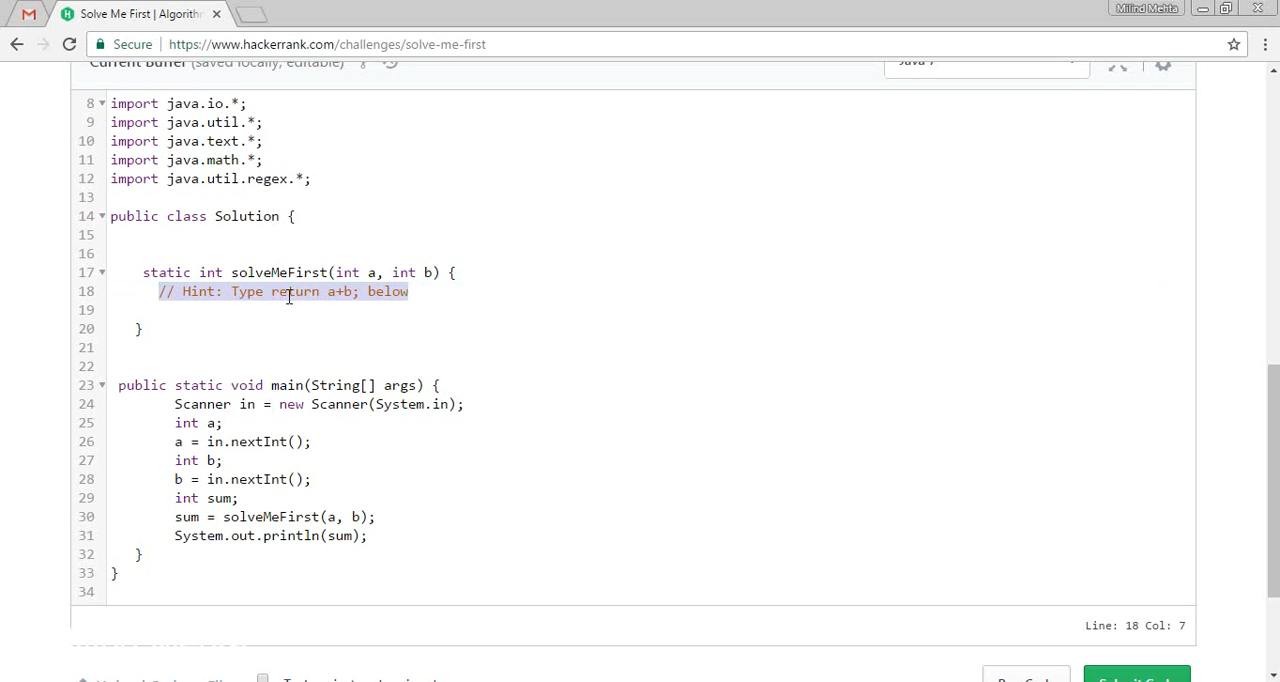 Solve Me First | Algorith
Milind Mehta
Secure | https://www.hackerrank.com/challenges/solve-me-first
Current Buffer (saved locally, editable)
Java 7
8 import java.io.*;
9 import java.util.*;
10 import java.text.*;
11 import java.math.*;
12 import java.util.regex.*;
13
14 public class Solution {
15
16
17 static int solveMeFirst(int a, int b) {
18 // Hint: Type return a+b; below
19
20 }
21
22
23 public static void main(String[] args) {
24 Scanner in = new Scanner(System.in);
25 int a;
26 a = in.nextInt();
27 int b;
28 b = in.nextInt();
29 int sum;
30 sum = solveMeFirst(a, b);
31 System.out.println(sum);
32 }
33 }
34
Line: 18 Col: 7